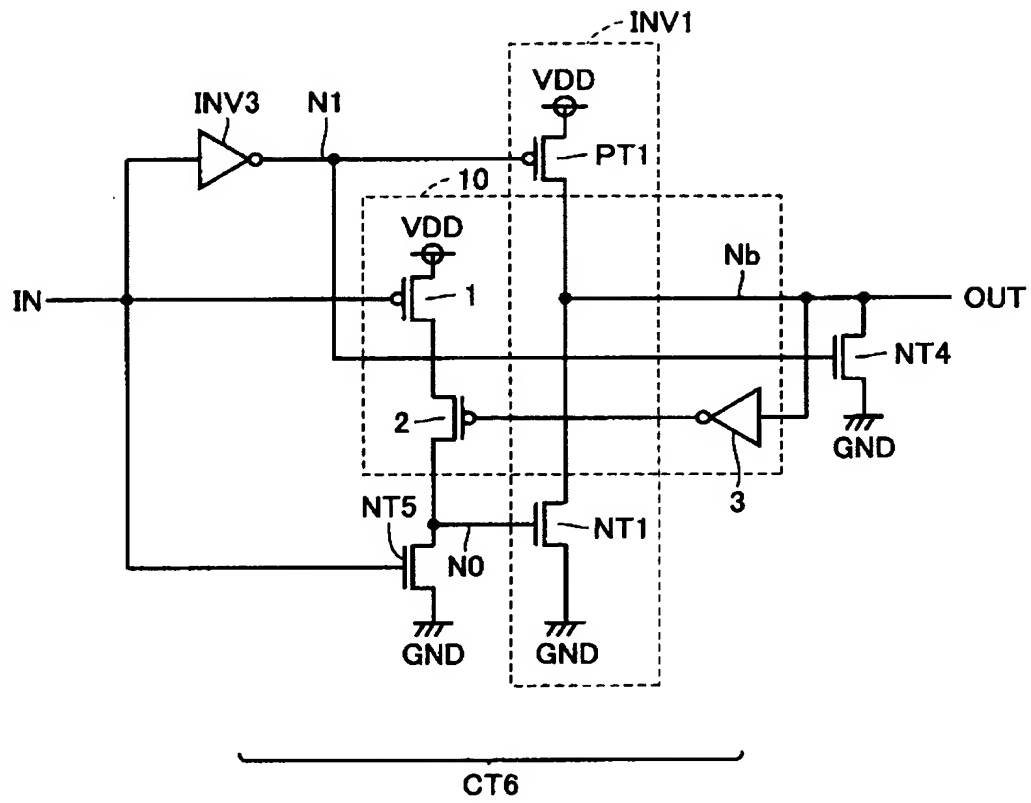 INV1
VDD
INV3
N1
PT1
10
VDD
Nb
IN
1
OUT
NT4
2
GND
3
NT5
N0
NT1
GND
GND
CT6